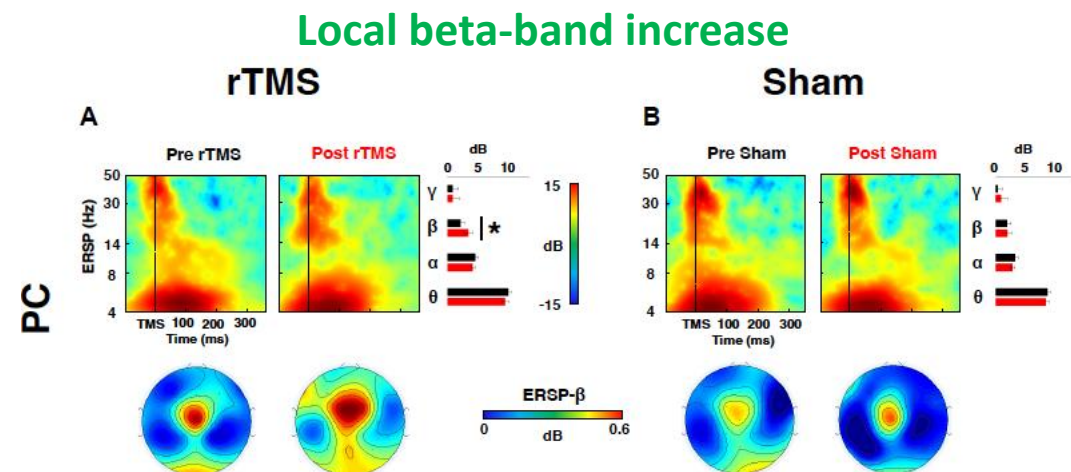 Local beta-band increase
rTMS
Sham
A
Pre rTMS
Post rTMS
dB
0 5 10
50
30
14
8
4
ERSP (Hz)
γ
β
α
θ
*
15
dB
-15
TMS 100 200 300
Time (ms)
B
Pre Sham
Post Sham
dB
0 5 10
50
30
14
8
4
γ
β
α
θ
TMS 100 200 300
Time (ms)
PC
ERSP-β
0 dB 0.6